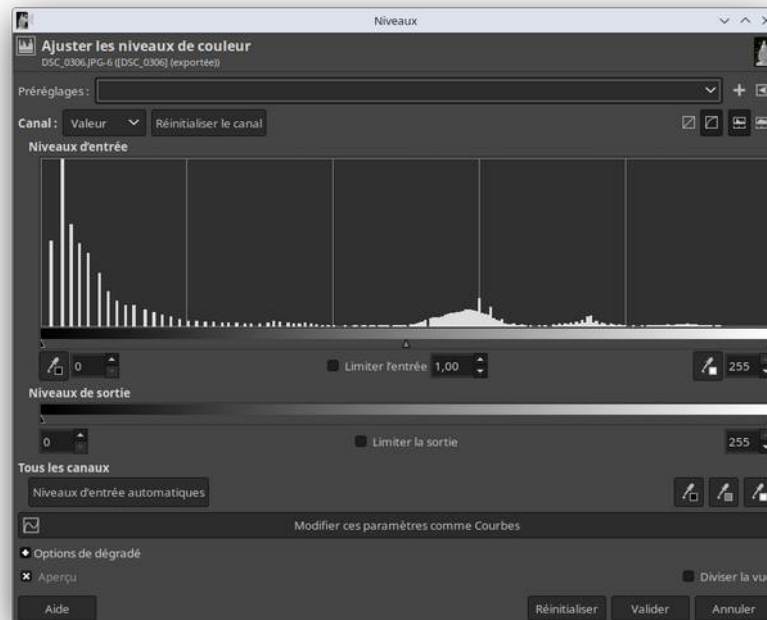 Niveaux
Ajuster les niveaux de couleur
DSC_0306.JPG-6 ([DSC_0306] (exportée))
Préréglages :
Canal : Valeur Réinitialiser le canal
Niveaux d'entrée
0 Limiter l'entrée 1,00 255
Niveaux de sortie
0 Limiter la sortie 255
Tous les canaux
Niveaux d'entrée automatiques
Modifier ces paramètres comme Courbes
Options de dégradé
Aperçu Diviser la vue
Aide Réinitialiser Valider Annuler